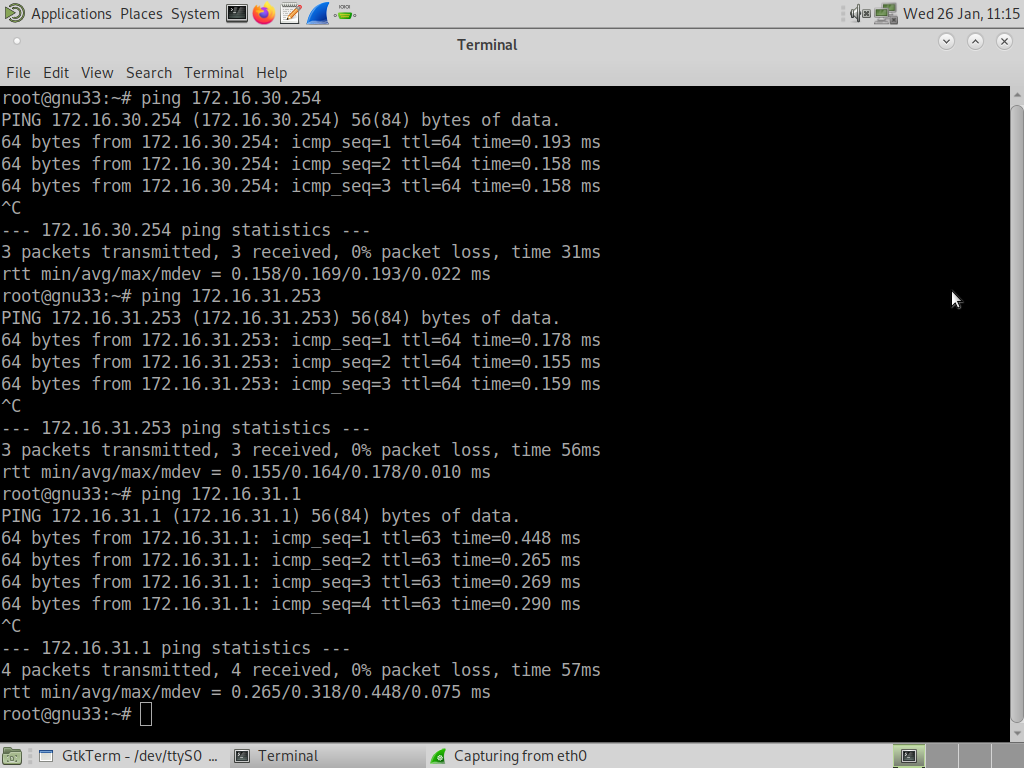 Applications Places System Wed 26 Jan, 11:15
Terminal
File Edit View Search Terminal Help
root@gnu33:~# ping 172.16.30.254
PING 172.16.30.254 (172.16.30.254) 56(84) bytes of data.
64 bytes from 172.16.30.254: icmp_seq=1 ttl=64 time=0.193 ms
64 bytes from 172.16.30.254: icmp_seq=2 ttl=64 time=0.158 ms
64 bytes from 172.16.30.254: icmp_seq=3 ttl=64 time=0.158 ms
^C
--- 172.16.30.254 ping statistics ---
3 packets transmitted, 3 received, 0% packet loss, time 31ms
rtt min/avg/max/mdev = 0.158/0.169/0.193/0.022 ms
root@gnu33:~# ping 172.16.31.253
PING 172.16.31.253 (172.16.31.253) 56(84) bytes of data.
64 bytes from 172.16.31.253: icmp_seq=1 ttl=64 time=0.178 ms
64 bytes from 172.16.31.253: icmp_seq=2 ttl=64 time=0.155 ms
64 bytes from 172.16.31.253: icmp_seq=3 ttl=64 time=0.159 ms
^C
--- 172.16.31.253 ping statistics ---
3 packets transmitted, 3 received, 0% packet loss, time 56ms
rtt min/avg/max/mdev = 0.155/0.164/0.178/0.010 ms
root@gnu33:~# ping 172.16.31.1
PING 172.16.31.1 (172.16.31.1) 56(84) bytes of data.
64 bytes from 172.16.31.1: icmp_seq=1 ttl=63 time=0.448 ms
64 bytes from 172.16.31.1: icmp_seq=2 ttl=63 time=0.265 ms
64 bytes from 172.16.31.1: icmp_seq=3 ttl=63 time=0.269 ms
64 bytes from 172.16.31.1: icmp_seq=4 ttl=63 time=0.290 ms
^C
--- 172.16.31.1 ping statistics ---
4 packets transmitted, 4 received, 0% packet loss, time 57ms
rtt min/avg/max/mdev = 0.265/0.318/0.448/0.075 ms
root@gnu33:~#
GtkTerm - /dev/ttyS0 ... Terminal Capturing from eth0